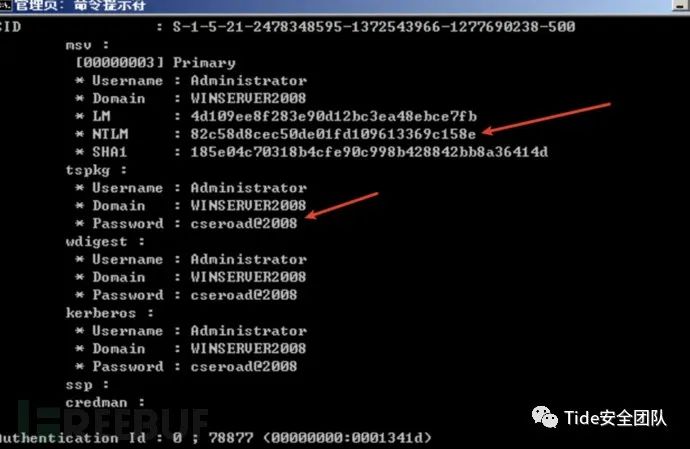 管理员: 命令提示符
SID : S-1-5-21-2478348595-1372543966-1277690238-500
msv :
[00000003] Primary
* Username : Administrator
* Domain : WINSERVER2008
* LM : 4d109ee8f283e90d12bc3ea48ebce7fb
* NTLM : 82c58d8cec50de01fd109613369c158e
* SHA1 : 185e04c70318b4cfe90c998b428842bb8a36414d
tspkg :
* Username : Administrator
* Domain : WINSERVER2008
* Password : cseroad@2008
wdigest :
* Username : Administrator
* Domain : WINSERVER2008
* Password : cseroad@2008
kerberos :
* Username : Administrator
* Domain : WINSERVER2008
* Password : cseroad@2008
ssp :
credman :
FREEBUF
Tide安全团队
Authentication Id : 0 ; 78877 (00000000:0001341d)